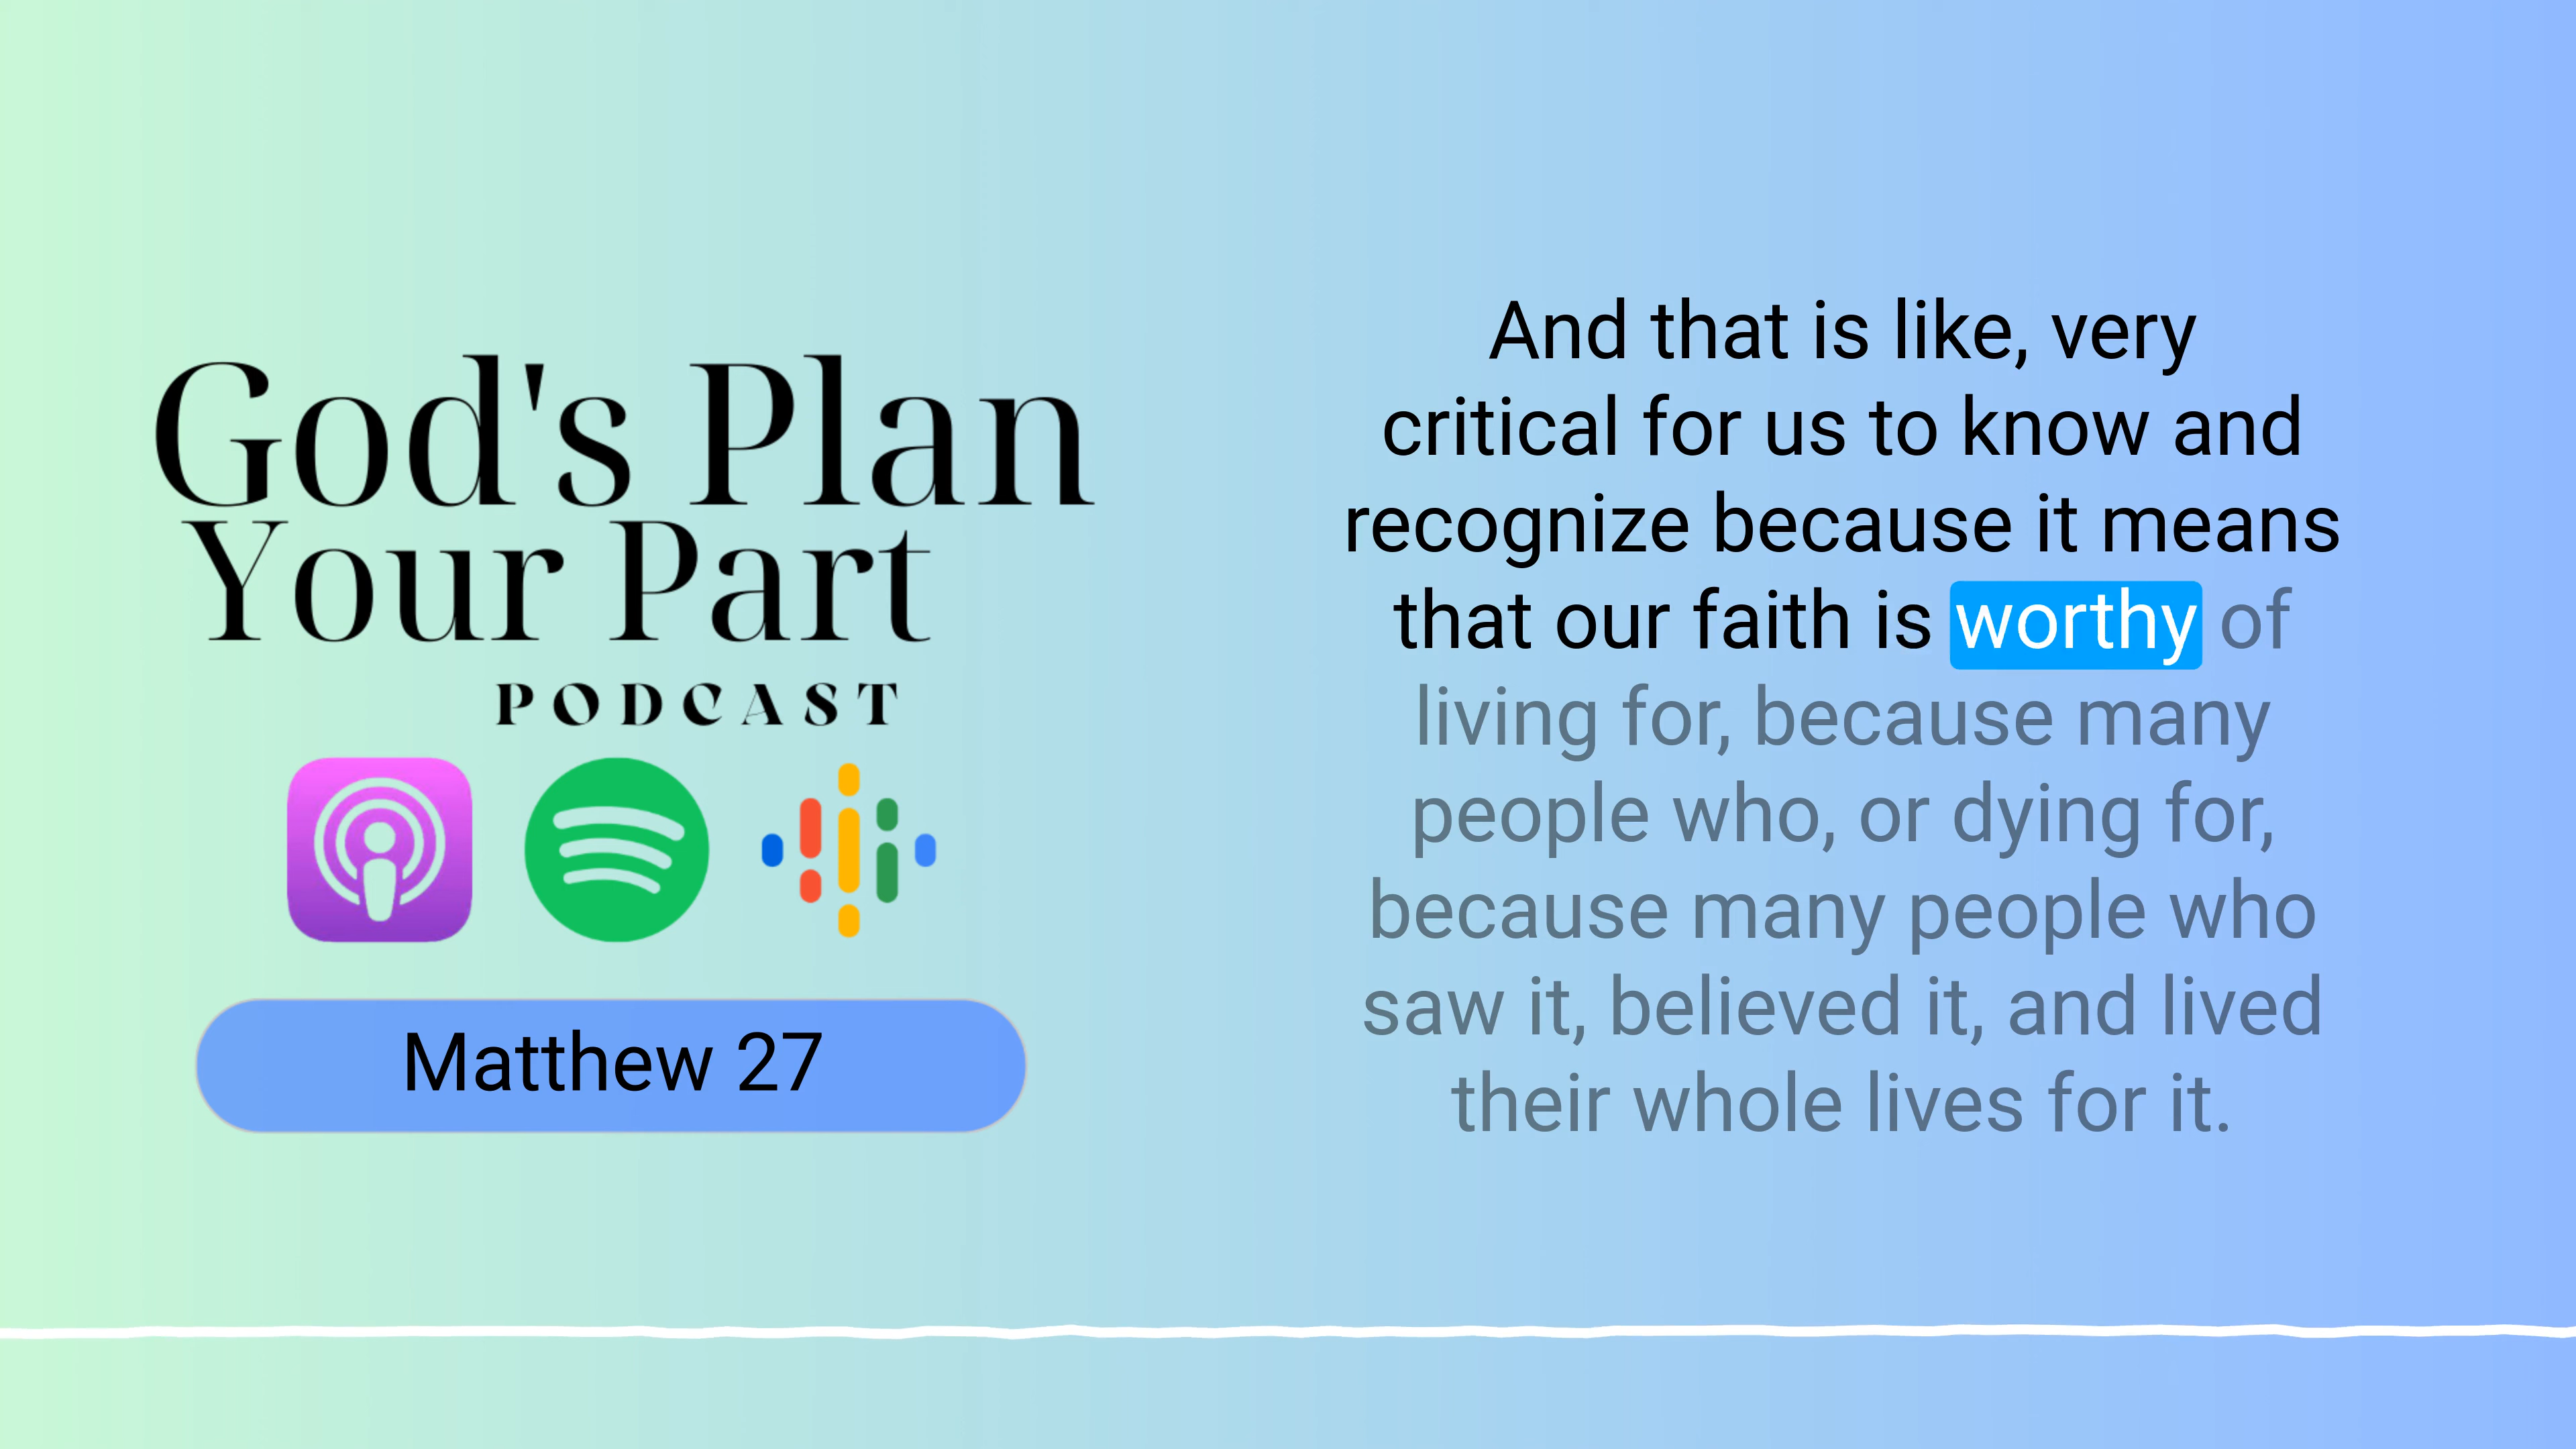 God's Plan
Your Part
PODCAST
Matthew 27
And that is like, very
critical for us to know and
recognize because it means
that our faith is worthy of
living for, because many
people who, or dying for,
because many people who
saw it, believed it, and lived
their whole lives for it.